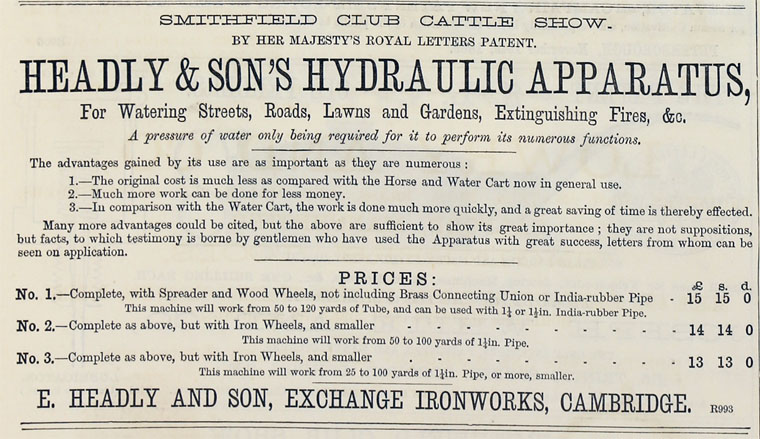 SMITHFIELD CLUB CATTLE SHOW.
BY HER MAJESTY'S ROYAL LETTERS PATENT.
HEADLY & SON'S HYDRAULIC APPARATUS,
For Watering Streets, Roads, Lawns and Gardens, Extinguishing Fires, &c.
A pressure of water only being required for it to perform its numerous functions.
The advantages gained by its use are as important as they are numerous :
1.—The original cost is much less as compared with the Horse and Water Cart now in general use.
2.—Much more work can be done for less money.
3.—In comparison with the Water Cart, the work is done much more quickly, and a great saving of time is thereby effected.
Many more advantages could be cited, but the above are sufficient to show its great importance ; they are not suppositions,
but facts, to which testimony is borne by gentlemen who have used the Apparatus with great success, letters from whom can be
seen on application.
PRICES:
£ s. d.
No. 1.—Complete, with Spreader and Wood Wheels, not including Brass Connecting Union or India-rubber Pipe - 15 15 0
This machine will work from 50 to 120 yards of Tube, and can be used with 1¼ or 1½in. India-rubber Pipe.
No. 2.—Complete as above, but with Iron Wheels, and smaller - - - - - - - - 14 14 0
This machine will work from 50 to 100 yards of 1¼in. Pipe.
No. 3.—Complete as above, but with Iron Wheels, and smaller - - - - - - - - 13 13 0
This machine will work from 25 to 100 yards of 1¼in. Pipe, or more, smaller.
E. HEADLY AND SON, EXCHANGE IRONWORKS, CAMBRIDGE. R993